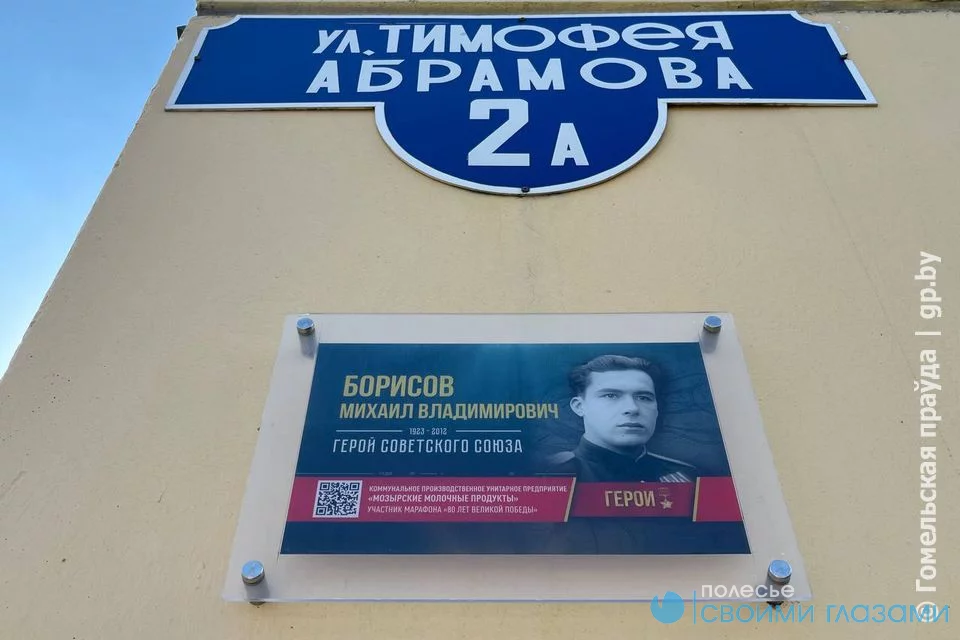 ул. ТИМОФЕЯ
АБРАМОВА
2А
БОРИСОВ
МИХАИЛ ВЛАДИМИРОВИЧ
1923 - 2012
ГЕРОЙ СОВЕТСКОГО СОЮЗА
КОММУНАЛЬНОЕ ПРОИЗВОДСТВЕННОЕ УНИТАРНОЕ ПРЕДПРИЯТИЕ
«МОЗЫРСКИЕ МОЛОЧНЫЕ ПРОДУКТЫ»
УЧАСТНИК МАРАФОНА «80 ЛЕТ ВЕЛИКОЙ ПОБЕДЫ»
ГЕРОИ
© Гомельская праўда | gp.by
полесье
своими глазами